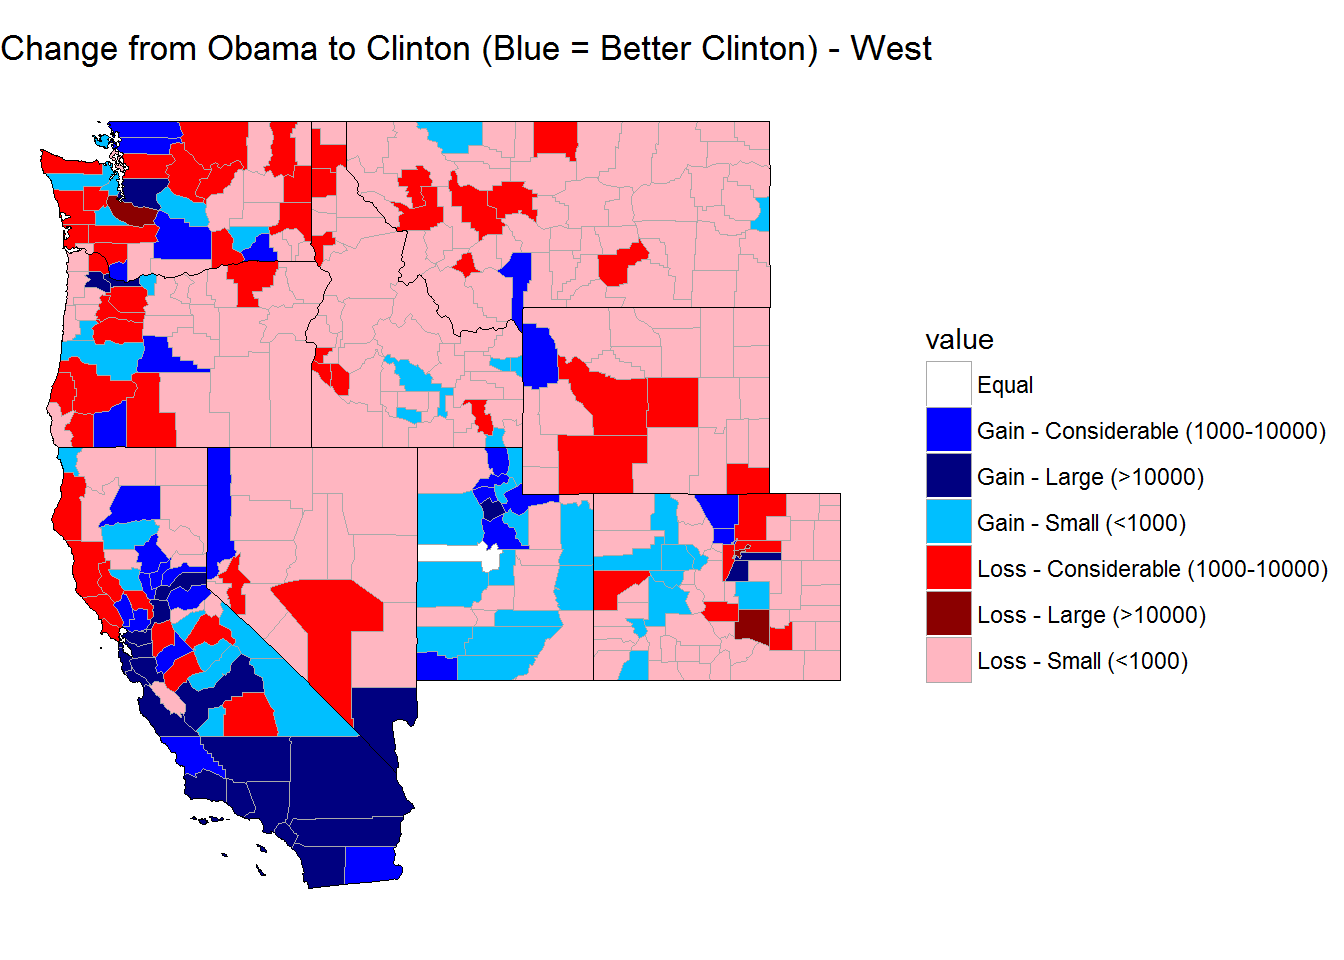 Change from Obama to Clinton (Blue = Better Clinton) - West
value
Equal
Gain - Considerable (1000-10000)
Gain - Large (>10000)
Gain - Small (<1000)
Loss - Considerable (1000-10000)
Loss - Large (>10000)
Loss - Small (<1000)